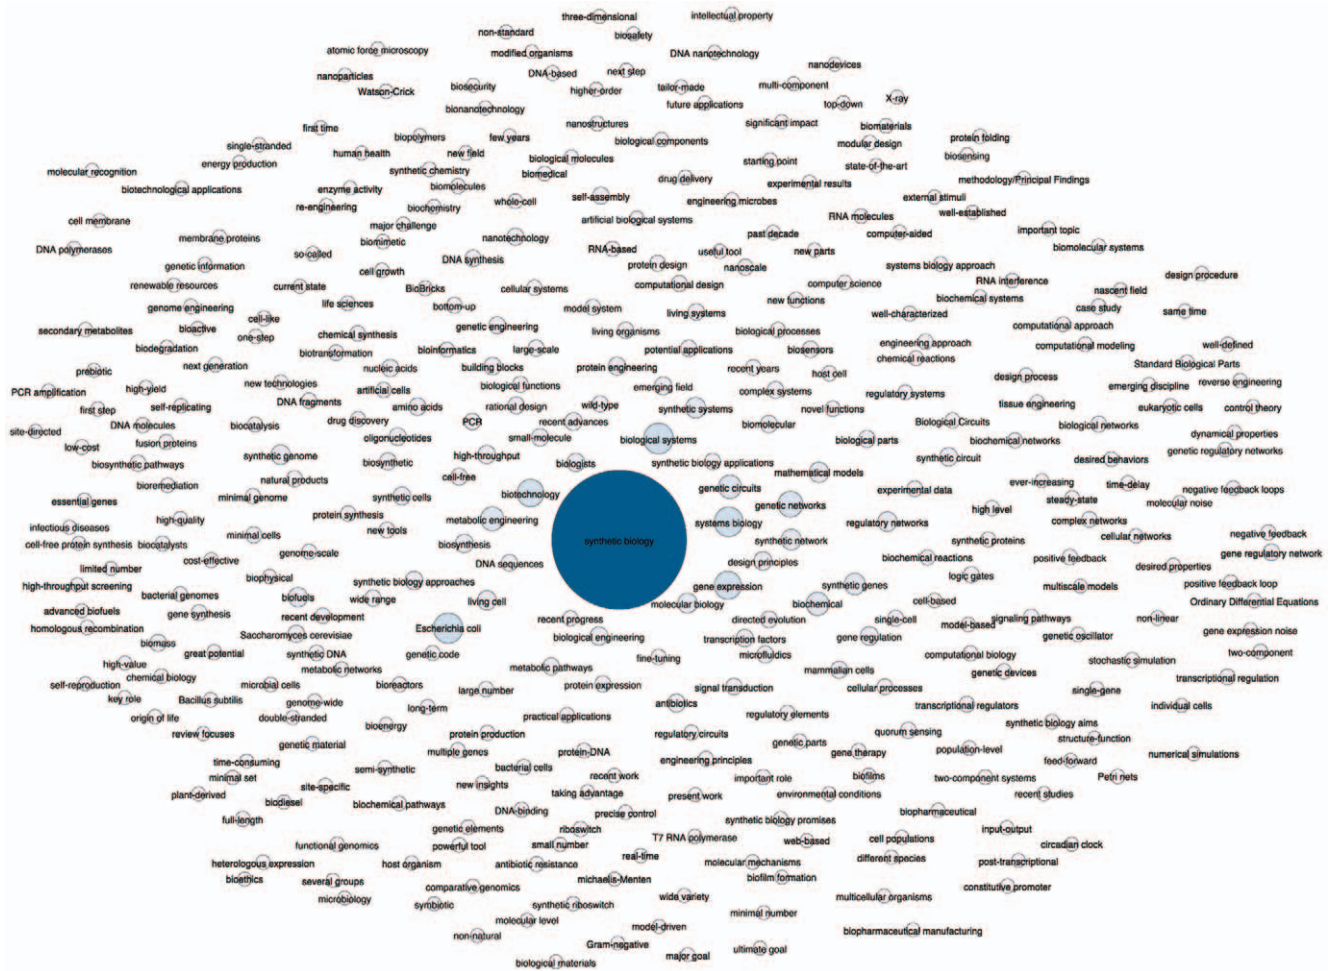 three-dimensional
intellectual property
non-standard
biosafety
atomic force microscopy
modified organisms
DNA nanotechnology
nanodevices
nanoparticles
DNA-based
next step
Watson-Crick
biosecurity
higher-order
tailor-made
multi-component
X-ray
bionanotechnology
future applications
top-down
first time
nanostructures
significant impact
biomaterials
single-stranded
biopolymers
few years
biological components
modular design
protein folding
energy production
human health
new field
biological molecules
starting point
state-of-the-art
biosensing
molecular recognition
synthetic chemistry
biomedical
drug delivery
experimental results
methodology/Principal Findings
biotechnological applications
enzyme activity
biomolecules
self-assembly
engineering microbes
external stimuli
re-engineering
biochemistry
whole-cell
artificial biological systems
RNA molecules
well-established
cell membrane
major challenge
past decade
computer-aided
important topic
DNA polymerases
membrane proteins
so-called
biomimetic
nanotechnology
RNA-based
useful tool
new parts
biomolecular systems
genetic information
cell growth
DNA synthesis
protein design
nanoscale
systems biology approach
design procedure
renewable resources
current state
BioBricks
cellular systems
computational design
computer science
RNA interference
nascent field
genome engineering
life sciences
bottom-up
model system
living systems
new functions
biochemical systems
case study
same time
secondary metabolites
bioactive
cell-like
one-step
chemical synthesis
genetic engineering
living organisms
biological processes
well-characterized
computational approach
biodegradation
biotransformation
bioinformatics
large-scale
potential applications
biosensors
engineering approach
chemical reactions
computational modeling
well-defined
prebiotic
next generation
nucleic acids
building blocks
protein engineering
recent years
host cell
Standard Biological Parts
PCR amplification
high-yield
new technologies
artificial cells
biological functions
emerging field
complex systems
regulatory systems
design process
emerging discipline
reverse engineering
first step
self-replicating
DNA fragments
amino acids
rational design
wild-type
synthetic systems
novel functions
tissue engineering
eukaryotic cells
control theory
site-directed
DNA molecules
biocatalysis
drug discovery
PCR
recent advances
biomolecular
Biological Circuits
biological networks
dynamical properties
low-cost
fusion proteins
oligonucleotides
small-molecule
biological systems
biological parts
biochemical networks
genetic regulatory networks
biosynthetic pathways
synthetic genome
biosynthetic
high-throughput
biologists
synthetic biology applications
mathematical models
synthetic circuit
desired behaviors
bioremediation
natural products
cell-free
genetic circuits
experimental data
ever-increasing
time-delay
negative feedback loops
essential genes
minimal genome
synthetic cells
biotechnology
genetic networks
high level
steady-state
molecular noise
infectious diseases
high-quality
protein synthesis
new tools
metabolic engineering
systems biology
regulatory networks
complex networks
cell-free protein synthesis
biocatalysts
minimal cells
genome-scale
biosynthesis
synthetic biology
synthetic network
synthetic proteins
cellular networks
negative feedback
limited number
cost-effective
DNA sequences
design principles
biochemical reactions
positive feedback
desired properties
gene regulatory network
high-throughput screening
bacterial genomes
biophysical
synthetic biology approaches
gene expression
synthetic genes
logic gates
multiscale models
positive feedback loop
advanced biofuels
gene synthesis
biofuels
wide range
living cell
molecular biology
biochemical
cell-based
Ordinary Differential Equations
homologous recombination
recent development
Escherichia coli
recent progress
directed evolution
single-cell
model-based
signaling pathways
non-linear
gene expression noise
biomass
Saccharomyces cerevisiae
biological engineering
transcription factors
gene regulation
genetic oscillator
high-value
great potential
synthetic DNA
genetic code
fine-tuning
microfluidics
computational biology
stochastic simulation
two-component
chemical biology
metabolic networks
metabolic pathways
mammalian cells
genetic devices
self-reproduction
microbial cells
bioreactors
large number
protein expression
signal transduction
cellular processes
single-gene
transcriptional regulation
key role
Bacillus subtilis
genome-wide
long-term
antibiotics
transcriptional regulators
individual cells
origin of life
double-stranded
bioenergy
practical applications
regulatory elements
synthetic biology aims
review focuses
genetic material
protein production
regulatory circuits
genetic parts
quorum sensing
structure-function
time-consuming
multiple genes
protein-DNA
engineering principles
gene therapy
population-level
feed-forward
numerical simulations
minimal set
semi-synthetic
bacterial cells
recent work
important role
biofilms
two-component systems
Petri nets
plant-derived
site-specific
new insights
taking advantage
present work
environmental conditions
recent studies
biodiesel
biochemical pathways
DNA-binding
precise control
synthetic biology promises
biopharmaceutical
full-length
genetic elements
riboswitch
T7 RNA polymerase
web-based
cell populations
input-output
functional genomics
powerful tool
small number
circadian clock
heterologous expression
host organism
antibiotic resistance
real-time
molecular mechanisms
different species
post-transcriptional
bioethics
several groups
comparative genomics
michaelis-Menten
biofilm formation
constitutive promoter
microbiology
symbiotic
synthetic riboswitch
wide variety
multicellular organisms
molecular level
minimal number
non-natural
model-driven
biopharmaceutical manufacturing
Gram-negative
major goal
ultimate goal
biological materials